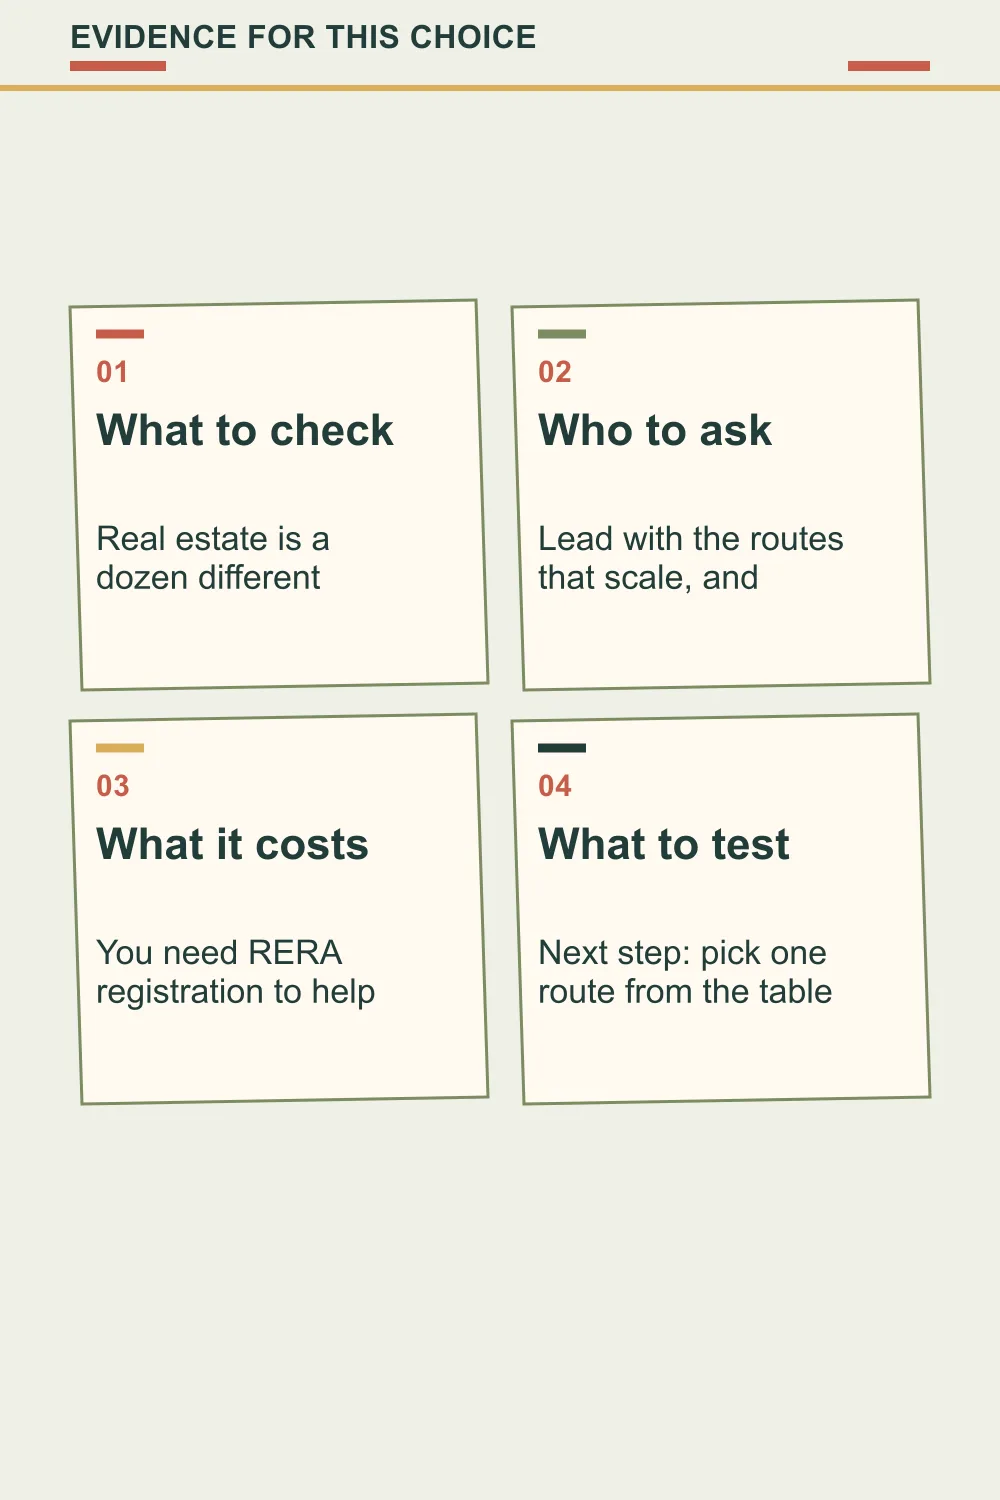 EVIDENCE FOR THIS CHOICE
01
What to check
Real estate is a
dozen different
02
Who to ask
Lead with the routes
that scale, and
03
What it costs
You need RERA
registration to help
04
What to test
Next step: pick one
route from the table